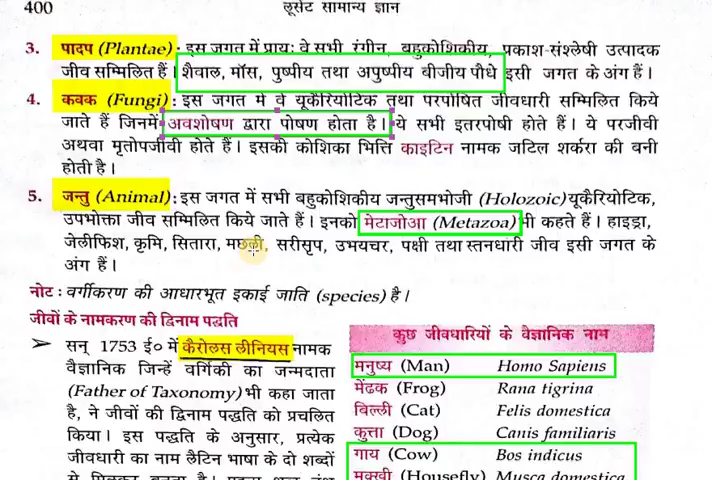 400 लूसेंट सामान्य ज्ञान
3. पादप (Plantae) : इस जगत में प्राय: वे सभी रंगीन, बहुकोशिकीय, प्रकाश-संश्लेषी उत्पादक
जीव सम्मिलित हैं। शैवाल, मॉस, पुष्पीय तथा अपुष्पीय बीजीय पौधे इसी जगत के अंग हैं।
4. कवक (Fungi) : इस जगत में वे यूकैरियोटिक तथा परपोषित जीवधारी सम्मिलित किये
जाते हैं जिनमें अवशोषण द्वारा पोषण होता है। ये सभी इतरपोषी होते हैं। ये परजीवी
अथवा मृतोपजीवी होते हैं। इसकी कोशिका भित्ति काइटिन नामक जटिल शर्करा की बनी
होती है।
5. जन्तु (Animal) : इस जगत में सभी बहुकोशिकीय जन्तुसमभोजी (Holozoic) यूकैरियोटिक,
उपभोक्ता जीव सम्मिलित किये जाते हैं। इनको मेटाजोआ (Metazoa) भी कहते हैं। हाइड्रा,
जेलीफिश, कृमि, सितारा, मछली, सरीसृप, उभयचर, पक्षी तथा स्तनधारी जीव इसी जगत के
अंग हैं।
नोट : वर्गीकरण की आधारभूत इकाई जाति (species) है।
जीवों के नामकरण की द्विनाम पद्धति
➤ सन् 1753 ई० में कैरोलस लीनियस नामक
वैज्ञानिक जिन्हें वर्गिकी का जन्मदाता
(Father of Taxonomy) भी कहा जाता
है, ने जीवों की द्विनाम पद्धति को प्रचलित
किया। इस पद्धति के अनुसार, प्रत्येक
जीवधारी का नाम लैटिन भाषा के दो शब्दों
से मिलकर बनता है।
कुछ जीवधारियों के वैज्ञानिक नाम
मनुष्य (Man) Homo Sapiens
मेंढक (Frog) Rana tigrina
बिल्ली (Cat) Felis domestica
कुत्ता (Dog) Canis familiaris
गाय (Cow) Bos indicus
मक्खी (Housefly) Musca domestica